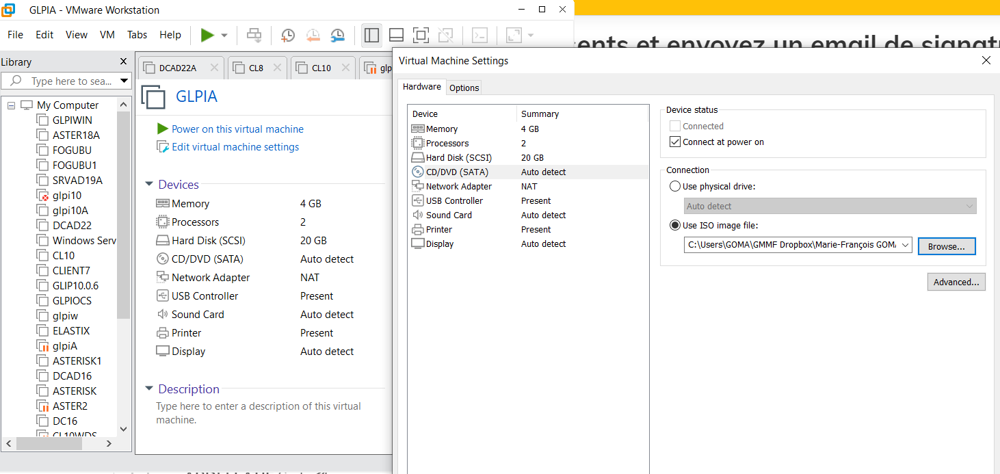 GLPIA - VMware Workstation
File Edit View VM Tabs Help
ents et envoyez un email de signatu
Library
Type here to sea...
My Computer
GLPIWIN
ASTER18A
FOGUBU
FOGUBU1
SRVAD19A
glpi10
glpi10A
DCAD22
Windows Serv
CL10
CLIENT7
GLIP10.0.6
GLPIOCS
glpiw
ELASTIX
glpiA
ASTERISK1
DCAD16
ASTERISK
ASTER2
DC16
CL10WDS
DCAD22A CL8 CL10 glp
GLPIA
Power on this virtual machine
Edit virtual machine settings
Devices
Memory 4 GB
Processors 2
Hard Disk (SCSI) 20 GB
CD/DVD (SATA) Auto detect
Network Adapter NAT
USB Controller Present
Sound Card Auto detect
Printer Present
Display Auto detect
Description
Type here to enter a description of this virtual
machine.
Virtual Machine Settings
Hardware Options
Device Summary
Memory 4 GB
Processors 2
Hard Disk (SCSI) 20 GB
CD/DVD (SATA) Auto detect
Network Adapter NAT
USB Controller Present
Sound Card Auto detect
Printer Present
Display Auto detect
Device status
Connected
Connect at power on
Connection
Use physical drive:
Auto detect
Use ISO image file:
C:\Users\GOMA\GMMF Dropbox\Marie-François GOMA
Browse...
Advanced...